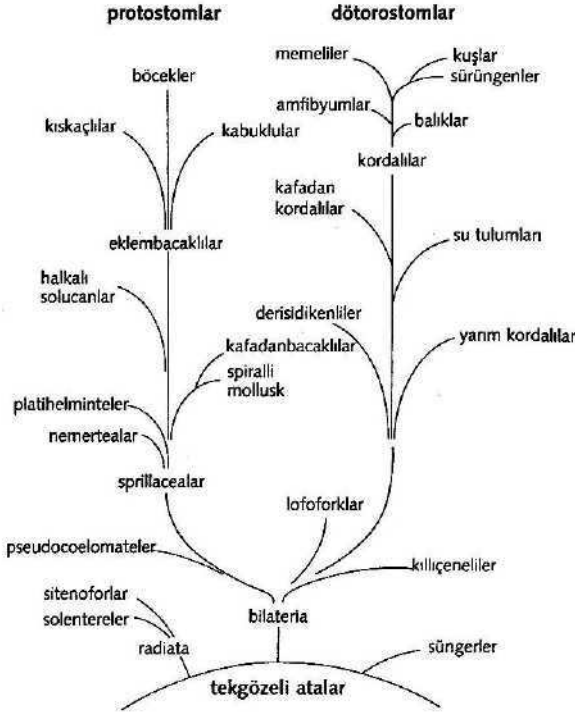 protostomlar
dötorostomlar
memeliler
kuşlar
sürüngenler
böcekler
amfibyumlar
balıklar
kıskaçlılar
kabuklular
kordalılar
kafadan
kordalılar
su tulumları
eklembacaklılar
halkalı
solucanlar
derisidikenliler
yarım kordalılar
kafadanbacaklılar
spiralli
mollusk
platihelminteler
nemertealar
sprillacealar
lofoforklar
pseudocoelomateler
kıllıçeneliler
sitenoforlar
solentereler
bilateria
radiata
süngerler
tekgözeli atalar